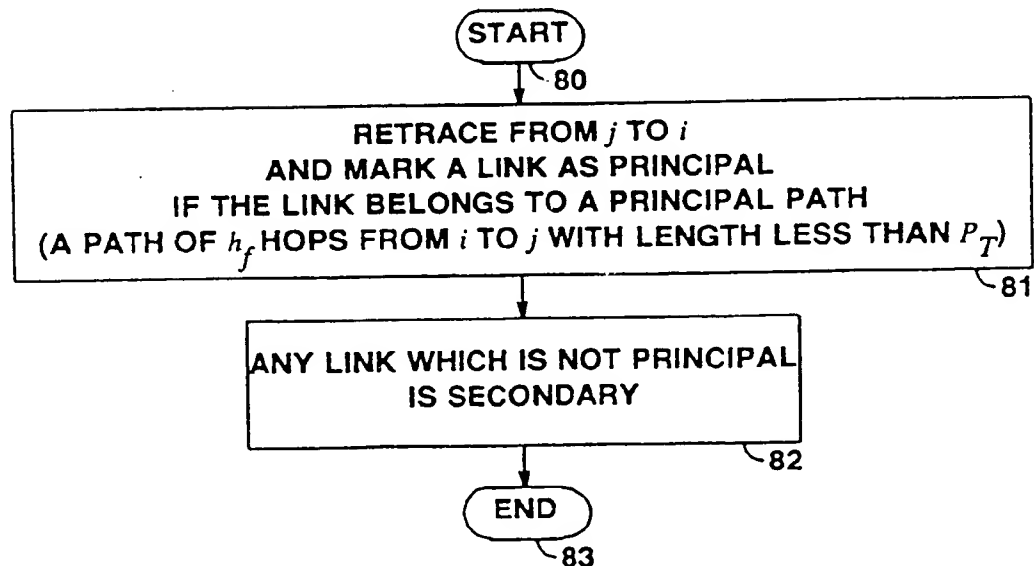 START
80
RETRACE FROM j TO i
AND MARK A LINK AS PRINCIPAL
IF THE LINK BELONGS TO A PRINCIPAL PATH
(A PATH OF h_f HOPS FROM i TO j WITH LENGTH LESS THAN P_T)
81
ANY LINK WHICH IS NOT PRINCIPAL
IS SECONDARY
82
END
83